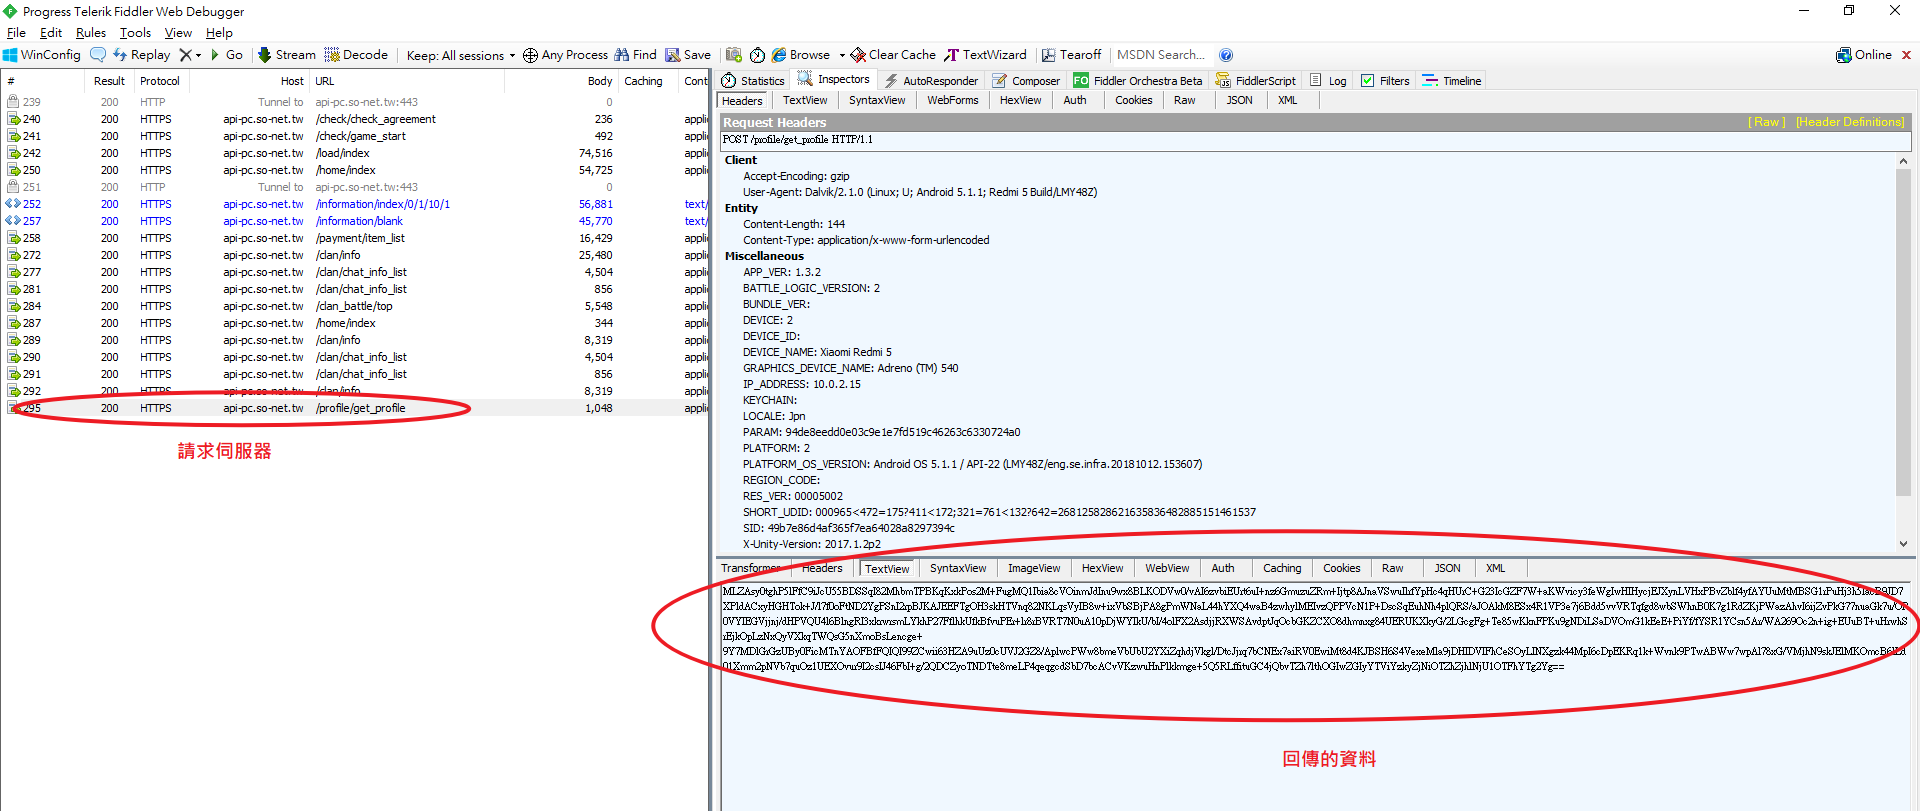 Progress Telerik Fiddler Web Debugger
File Edit Rules Tools View Help
WinConfig Replay Go Stream Decode Keep: All sessions Any Process Find Save Browse Clear Cache TextWizard Tearoff MSDN Search... Online
# Result Protocol Host URL Body Caching Cont
239 200 HTTP Tunnel to api-pc.so-net.tw:443 0
240 200 HTTPS api-pc.so-net.tw /check/check_agreement 236 applic
241 200 HTTPS api-pc.so-net.tw /check/game_start 492 applic
242 200 HTTPS api-pc.so-net.tw /load/index 74,516 applic
250 200 HTTPS api-pc.so-net.tw /home/index 54,725 applic
251 200 HTTP Tunnel to api-pc.so-net.tw:443 0
252 200 HTTPS api-pc.so-net.tw /information/index/0/1/10/1 56,881 text/
257 200 HTTPS api-pc.so-net.tw /information/blank 45,770 text/
258 200 HTTPS api-pc.so-net.tw /payment/item_list 16,429 applic
272 200 HTTPS api-pc.so-net.tw /clan/info 25,480 applic
277 200 HTTPS api-pc.so-net.tw /clan/chat_info_list 4,504 applic
281 200 HTTPS api-pc.so-net.tw /clan/chat_info_list 856 applic
284 200 HTTPS api-pc.so-net.tw /clan_battle/top 5,548 applic
287 200 HTTPS api-pc.so-net.tw /home/index 344 applic
289 200 HTTPS api-pc.so-net.tw /clan/info 8,319 applic
290 200 HTTPS api-pc.so-net.tw /clan/chat_info_list 4,504 applic
291 200 HTTPS api-pc.so-net.tw /clan/chat_info_list 856 applic
292 200 HTTPS api-pc.so-net.tw /clan/info 8,319 applic
295 200 HTTPS api-pc.so-net.tw /profile/get_profile 1,048 applic
請求伺服器
Statistics Inspectors AutoResponder Composer FO Fiddler Orchestra Beta FiddlerScript Log Filters Timeline
Headers TextView SyntaxView WebForms HexView Auth Cookies Raw JSON XML
Request Headers [ Raw ] [Header Definitions]
POST /profile/get_profile HTTP/1.1
Client
Accept-Encoding: gzip
User-Agent: Dalvik/2.1.0 (Linux; U; Android 5.1.1; Redmi 5 Build/LMY48Z)
Entity
Content-Length: 144
Content-Type: application/x-www-form-urlencoded
Miscellaneous
APP_VER: 1.3.2
BATTLE_LOGIC_VERSION: 2
BUNDLE_VER:
DEVICE: 2
DEVICE_ID:
DEVICE_NAME: Xiaomi Redmi 5
GRAPHICS_DEVICE_NAME: Adreno (TM) 540
IP_ADDRESS: 10.0.2.15
KEYCHAIN:
LOCALE: Jpn
PARAM: 94de8eedd0e03c9e1e7fd519c46263c6330724a0
PLATFORM: 2
PLATFORM_OS_VERSION: Android OS 5.1.1 / API-22 (LMY48Z/eng.se.infra.20181012.153607)
REGION_CODE:
RES_VER: 00005002
SHORT_UDID: 000965<472=175?411<172;321=761<132?642=268125828621635836482885151461537
SID: 49b7e86d4af365f7ea64028a8297394c
X-Unity-Version: 2017.1.2p2
Transformer Headers TextView SyntaxView ImageView HexView WebView Auth Caching Cookies Raw JSON XML
回傳的資料